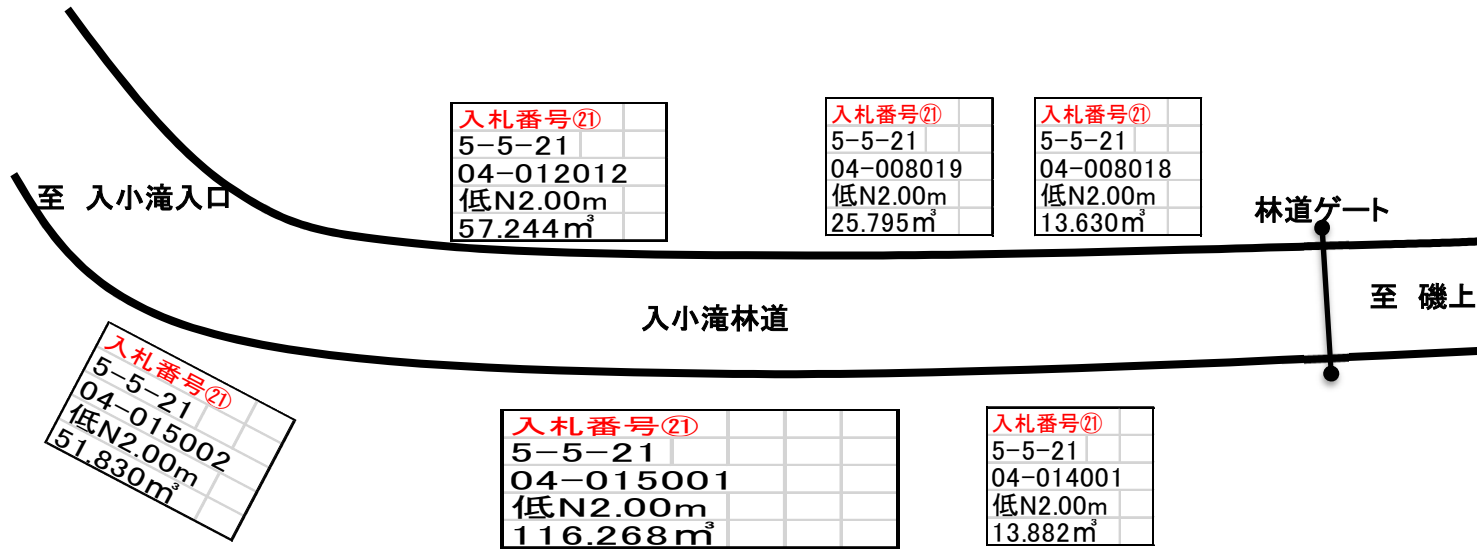 入札番号㉑
5-5-21
04-012012
低N2.00m
57.244㎥
入札番号㉑
5-5-21
04-008019
低N2.00m
25.795㎥
入札番号㉑
5-5-21
04-008018
低N2.00m
13.630㎥
至 入小滝入口
林道ゲート
至 磯上
入小滝林道
入札番号㉑
5-5-21
04-015002
低N2.00m
51.830㎥
入札番号㉑
5-5-21
04-015001
低N2.00m
116.268㎥
入札番号㉑
5-5-21
04-014001
低N2.00m
13.882㎥